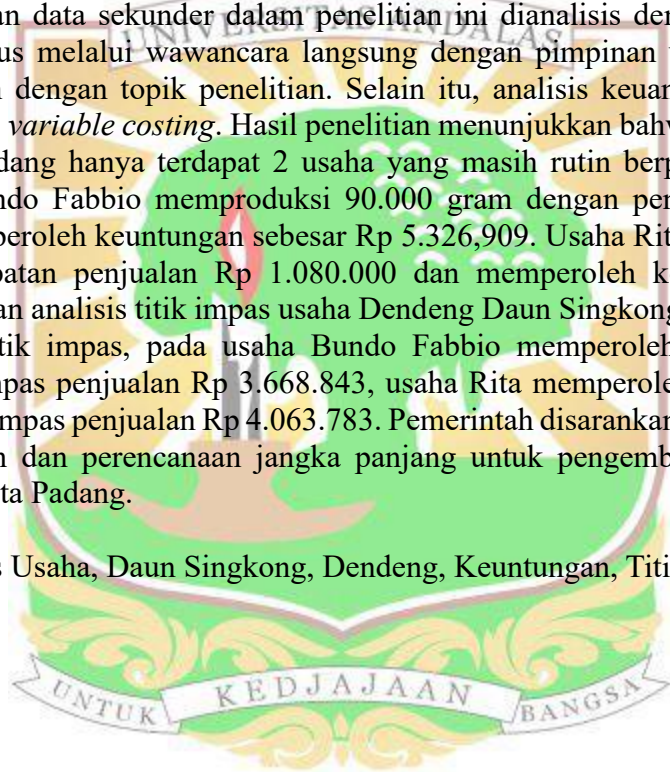 an data sekunder dalam penelitian ini dianalisis de
UNIVERSITAS ANDALAS
us melalui wawancara langsung dengan pimpinan
dengan topik penelitian. Selain itu, analisis keuan
variable costing. Hasil penelitian menunjukkan bahw
dang hanya terdapat 2 usaha yang masih rutin berp
ndo Fabbio memproduksi 90.000 gram dengan pen
peroleh keuntungan sebesar Rp 5.326,909. Usaha Rit
patan penjualan Rp 1.080.000 dan memperoleh k
an analisis titik impas usaha Dendeng Daun Singkong
tik impas, pada usaha Bundo Fabbio memperoleh
mpas penjualan Rp 3.668.843, usaha Rita memperole
impas penjualan Rp 4.063.783. Pemerintah disarankan
n dan perencanaan jangka panjang untuk pengemb
ta Padang.
s Usaha, Daun Singkong, Dendeng, Keuntungan, Titi
UNTUK KEDJAJAAN BANGSA